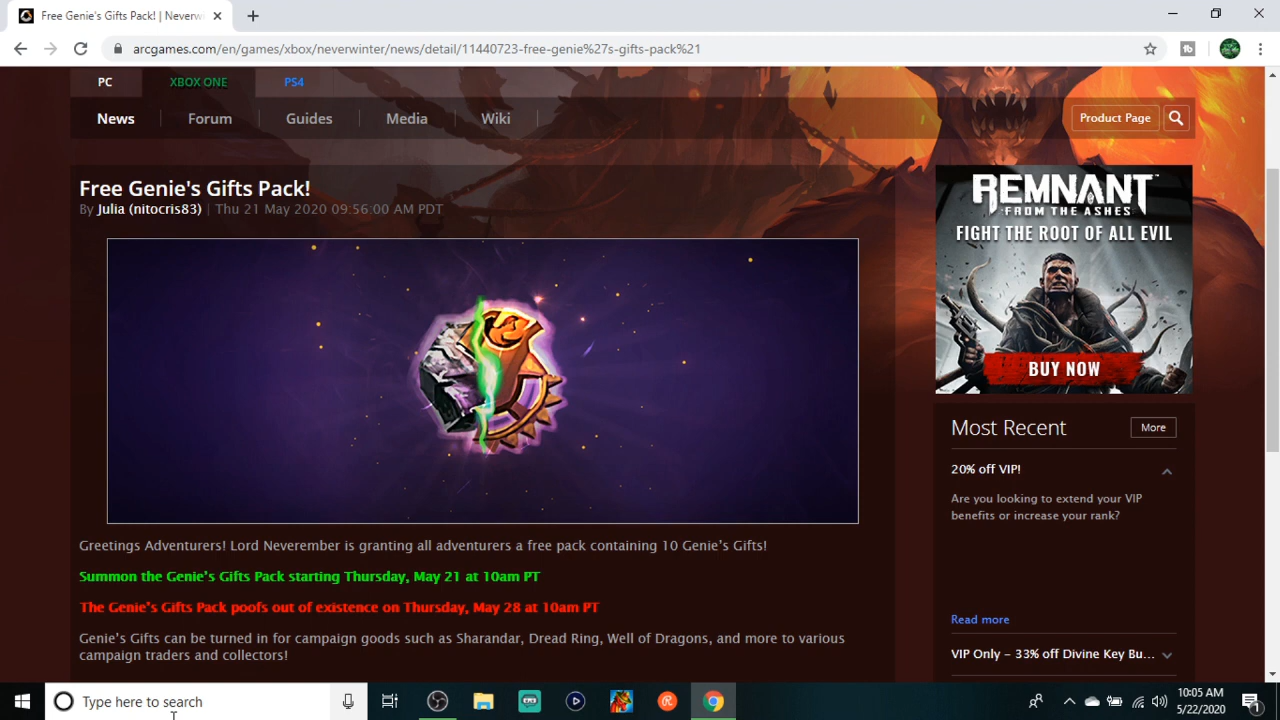 Free Genie's Gifts Pack! | Neverw
arcgames.com/en/games/xbox/neverwinter/news/detail/11440723-free-genie%27s-gifts-pack%21
PC XBOX ONE PS4
News Forum Guides Media Wiki
Product Page
Free Genie's Gifts Pack!
By Julia (nitocris83) | Thu 21 May 2020 09:56:00 AM PDT
Greetings Adventurers! Lord Neverember is granting all adventurers a free pack containing 10 Genie's Gifts!
Summon the Genie's Gifts Pack starting Thursday, May 21 at 10am PT
The Genie's Gifts Pack poofs out of existence on Thursday, May 28 at 10am PT
Genie's Gifts can be turned in for campaign goods such as Sharandar, Dread Ring, Well of Dragons, and more to various
campaign traders and collectors!
REMNANT
FROM THE ASHES
FIGHT THE ROOT OF ALL EVIL
BUY NOW
Most Recent
More
20% off VIP!
Are you looking to extend your VIP
benefits or increase your rank?
Read more
VIP Only – 33% off Divine Key Bu...
Type here to search
10:05 AM
5/22/2020
1